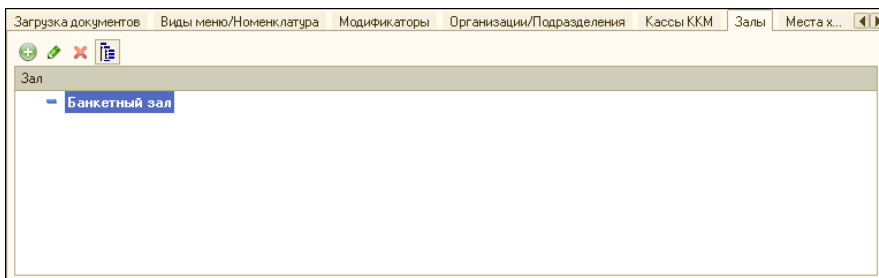 Загрузка документов Виды меню/Номенклатура Модификаторы Организации/Подразделения Кассы ККМ Залы Места х...
Зал
Банкетный зал